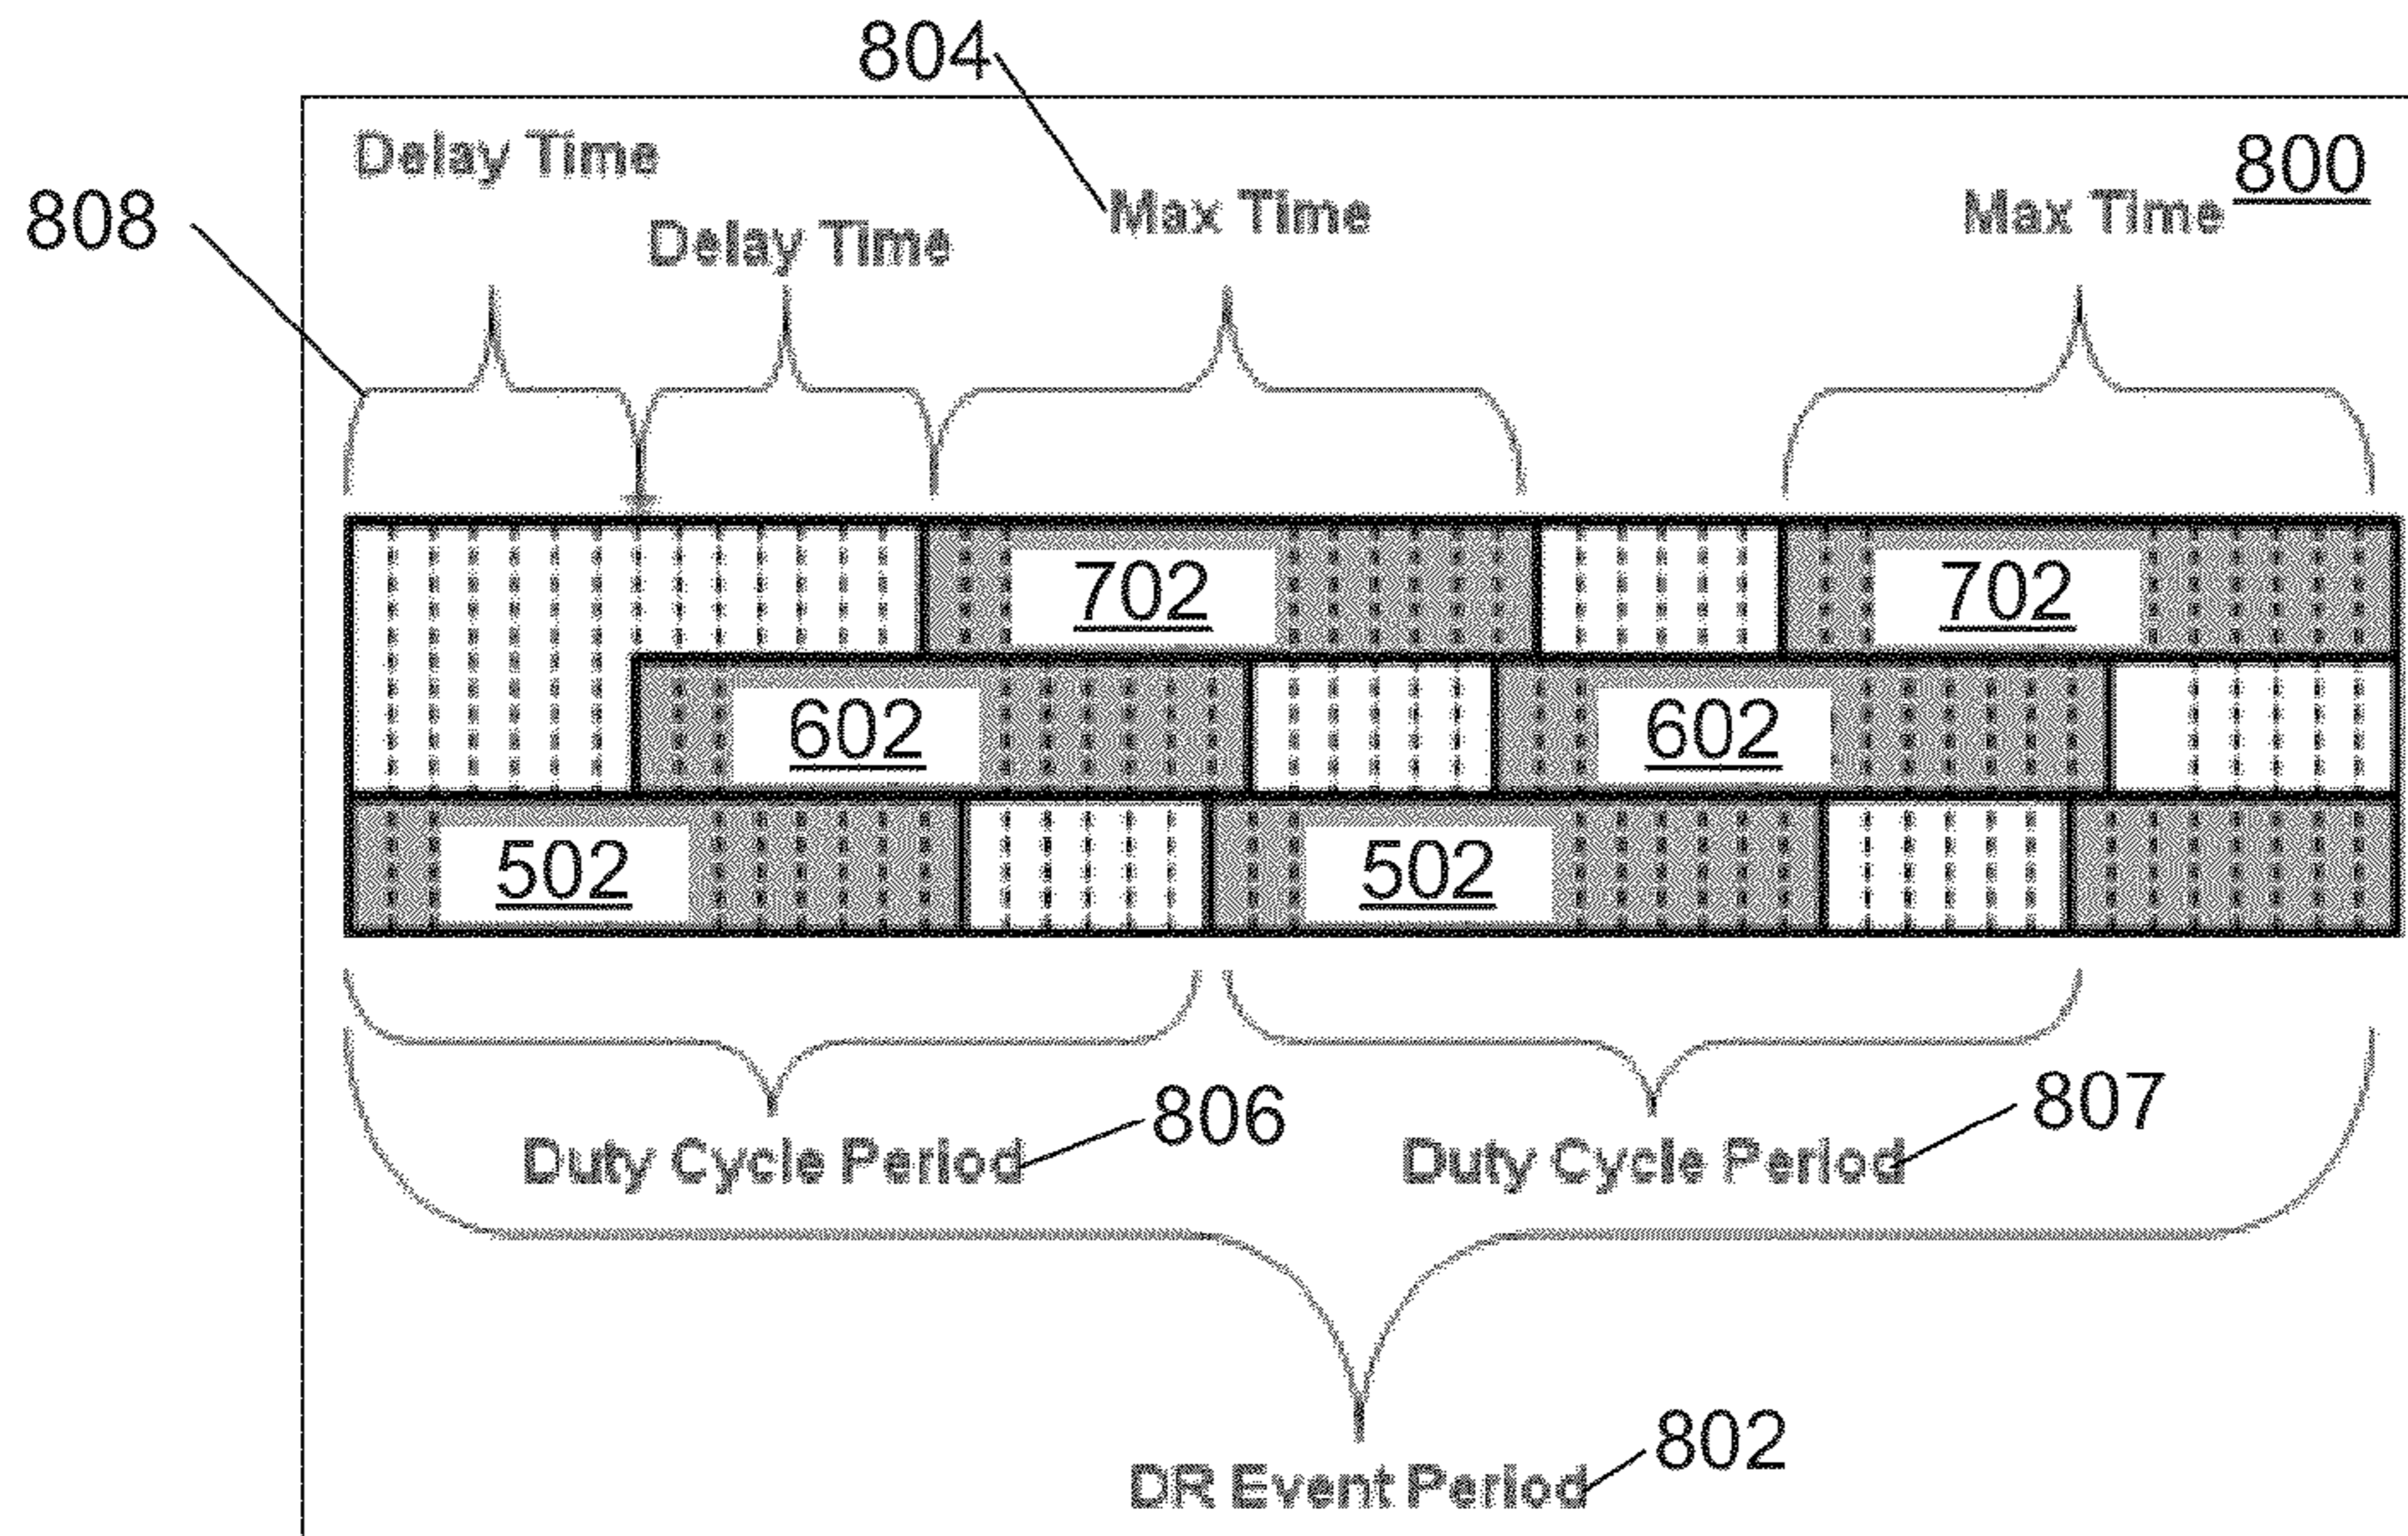 804
Delay Time
800
808
Max Time
Max Time
Delay Time
702
702
602
602
502
502
806
807
Duty Cycle Period
Duty Cycle Period
802
DR Event Period